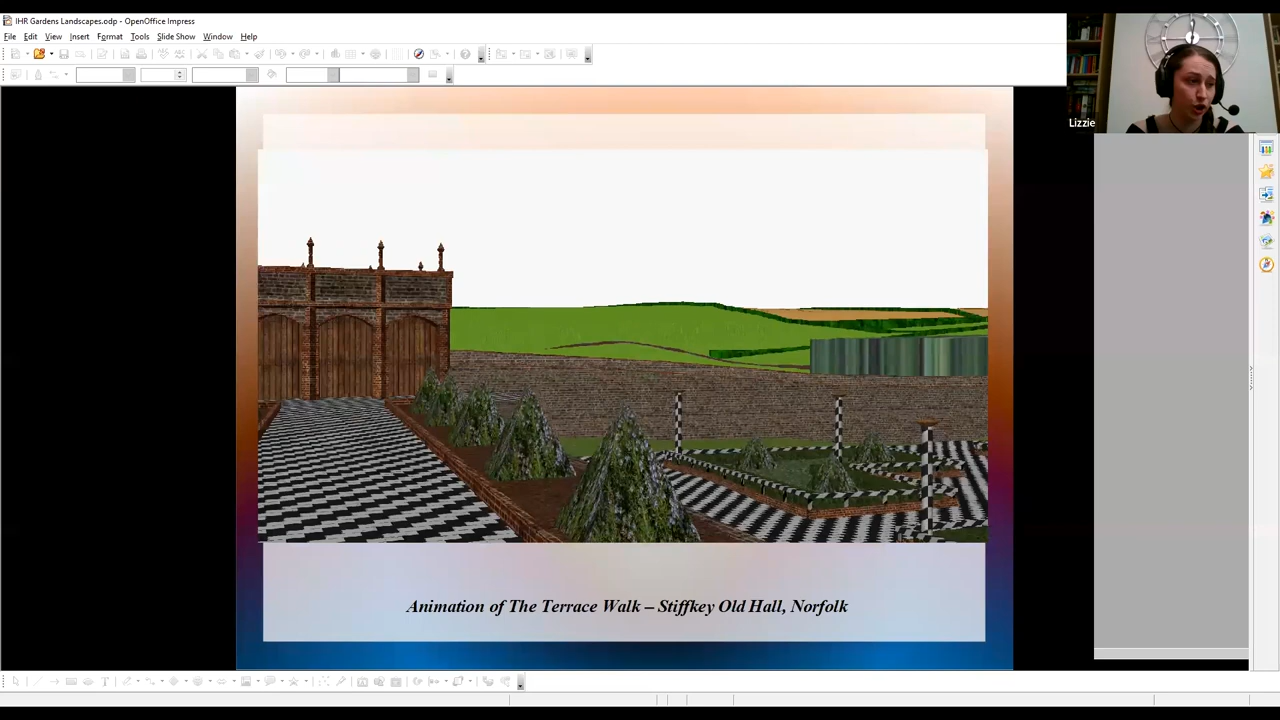 IHR Gardens Landscapes.odp - OpenOffice Impress
File Edit View Insert Format Tools Slide Show Window Help
Lizzie
Animation of The Terrace Walk – Stiffkey Old Hall, Norfolk